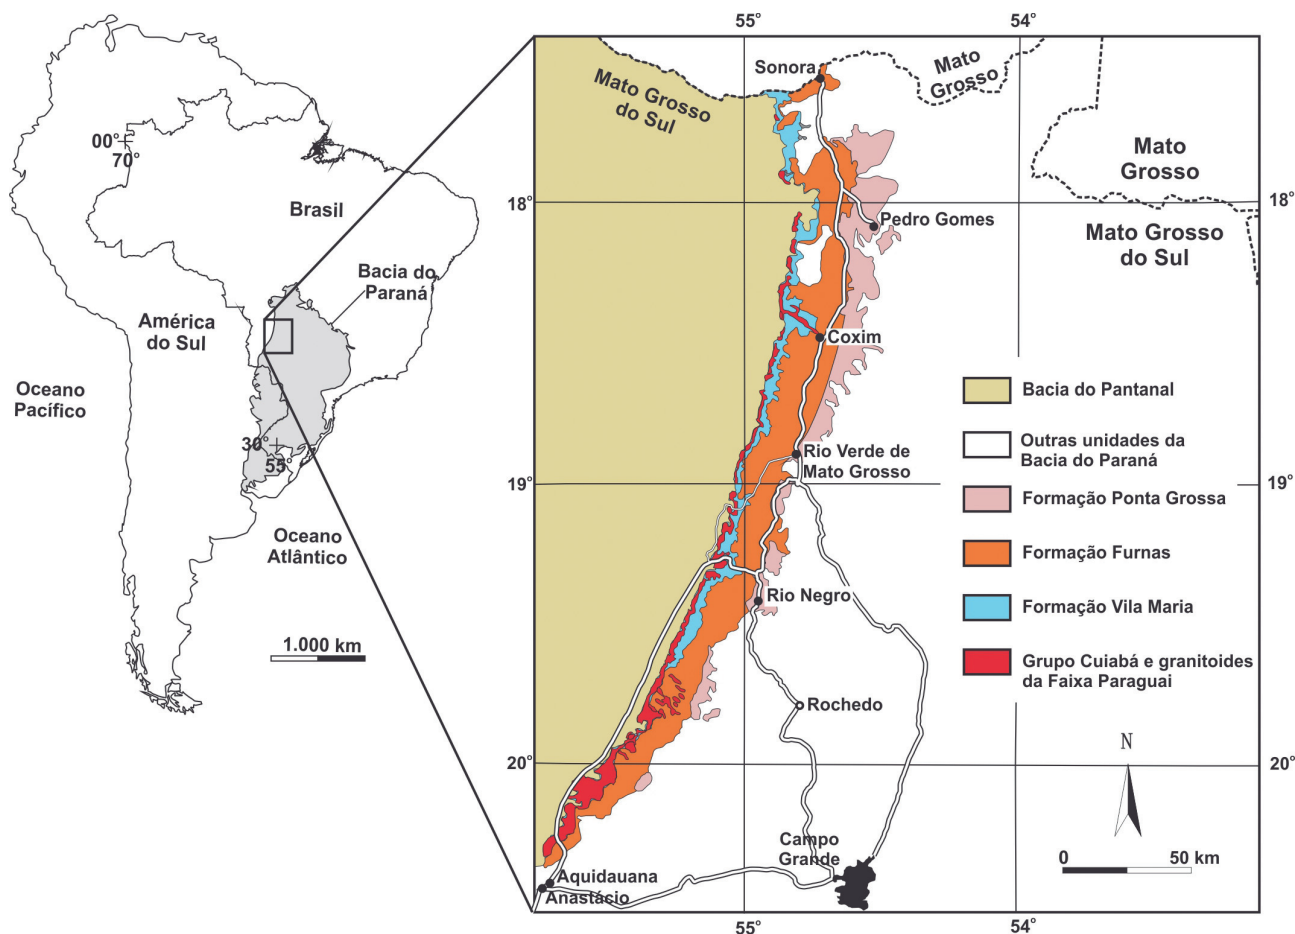 00°
70°
Brasil
Bacia do
Paraná
América
do Sul
Oceano
Pacífico
30°
55°
Oceano
Atlântico
1.000 km
55°
54°
Sonora
Mato
Grosso
Mato Grosso
do Sul
Mato
Grosso
18°
18°
Pedro Gomes
Mato Grosso
do Sul
Coxim
Rio Verde de
Mato Grosso
19°
19°
Rio Negro
Rochedo
20°
20°
Campo
Grande
Aquidauana
Anastácio
55°
54°
Bacia do Pantanal
Outras unidades da
Bacia do Paraná
Formação Ponta Grossa
Formação Furnas
Formação Vila Maria
Grupo Cuiabá e granitoides
da Faixa Paraguai
N
0
50 km